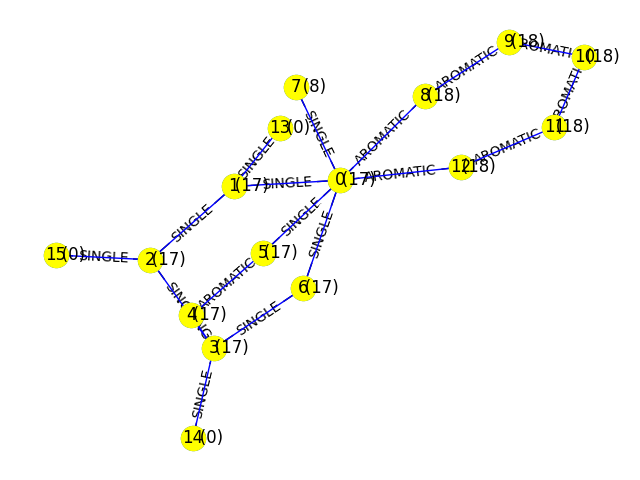 9(18)
AROMATIC
10(18)
AROMATIC
7(8)
8(18)
AROMATIC
13(0)
SINGLE
SINGLE
AROMATIC
11(18)
AROMATIC
12(18)
AROMATIC
0(17)
SINGLE
1(17)
SINGLE
SINGLE
SINGLE
15(0)
SINGLE
2(17)
5(17)
AROMATIC
SINGLE
6(17)
4(17)
SINGLE
3(17)
SINGLE
14(0)